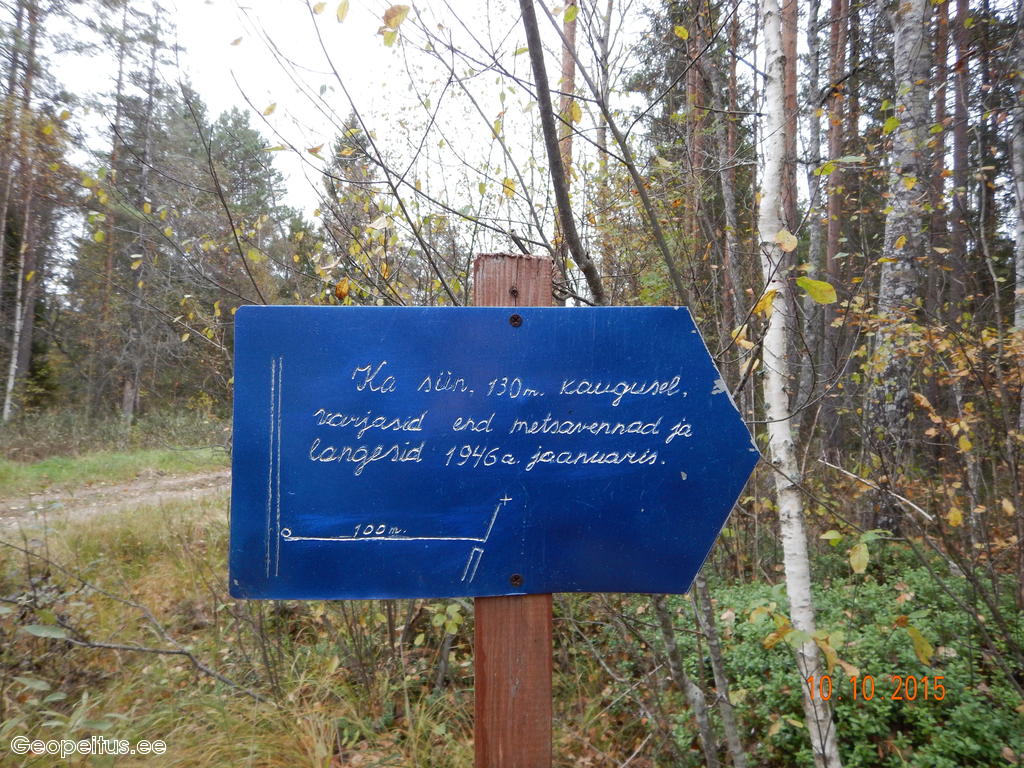 Ka siin, 130m. kaugusel,
varjasid end metsavennad ja
langesid 1946a. jaanuaris.
100m.
10.10.2015
Geopeitus.ee